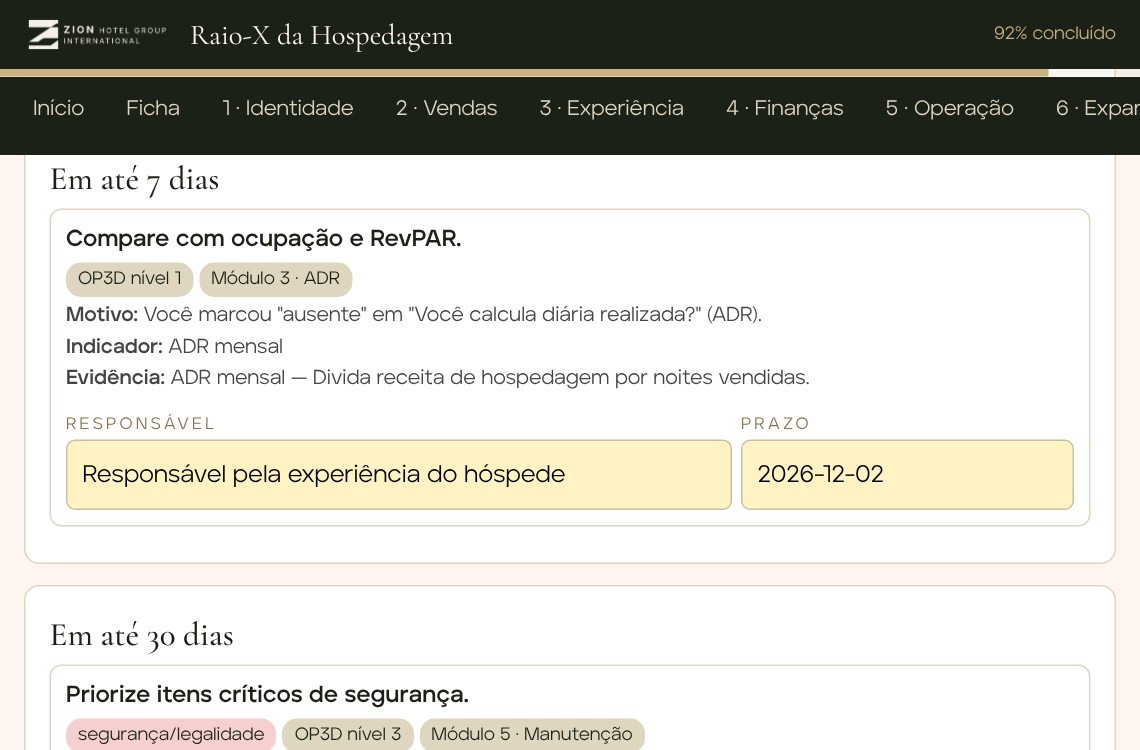 ZION HOTEL GROUP
INTERNATIONAL
Raio-X da Hospedagem
92% concluído
Início Ficha 1 · Identidade 2 · Vendas 3 · Experiência 4 · Finanças 5 · Operação 6 · Expar
Em até 7 dias
Compare com ocupação e RevPAR.
OP3D nível 1 Módulo 3 · ADR
Motivo: Você marcou "ausente" em "Você calcula diária realizada?" (ADR).
Indicador: ADR mensal
Evidência: ADR mensal — Divida receita de hospedagem por noites vendidas.
RESPONSÁVEL PRAZO
Responsável pela experiência do hóspede 2026-12-02
Em até 30 dias
Priorize itens críticos de segurança.
segurança/legalidade OP3D nível 3 Módulo 5 · Manutenção